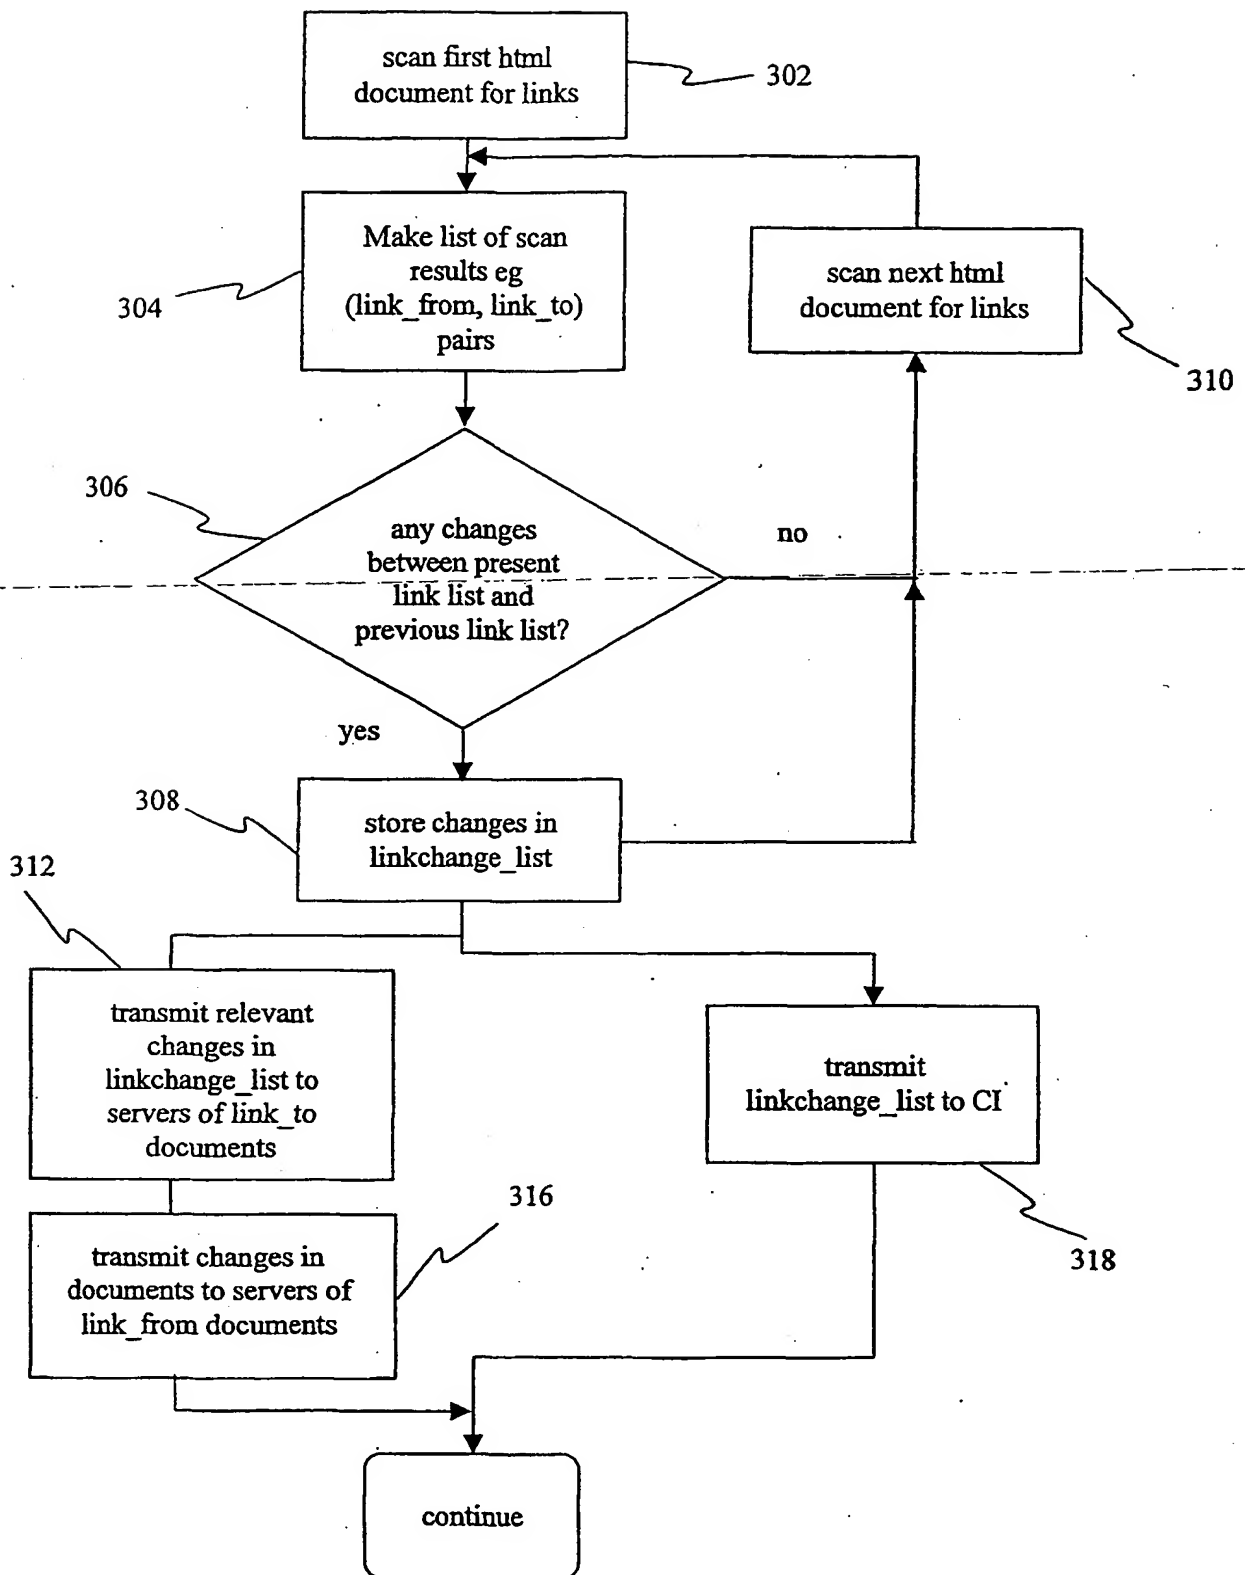 scan first html
document for links
302
Make list of scan
results eg
(link_from, link_to)
pairs
304
scan next html
document for links
310
306
any changes
between present
link list and
previous link list?
no
yes
308
store changes in
linkchange_list
312
transmit relevant
changes in
linkchange_list to
servers of link_to
documents
transmit
linkchange_list to CI
318
316
transmit changes in
documents to servers of
link_from documents
continue